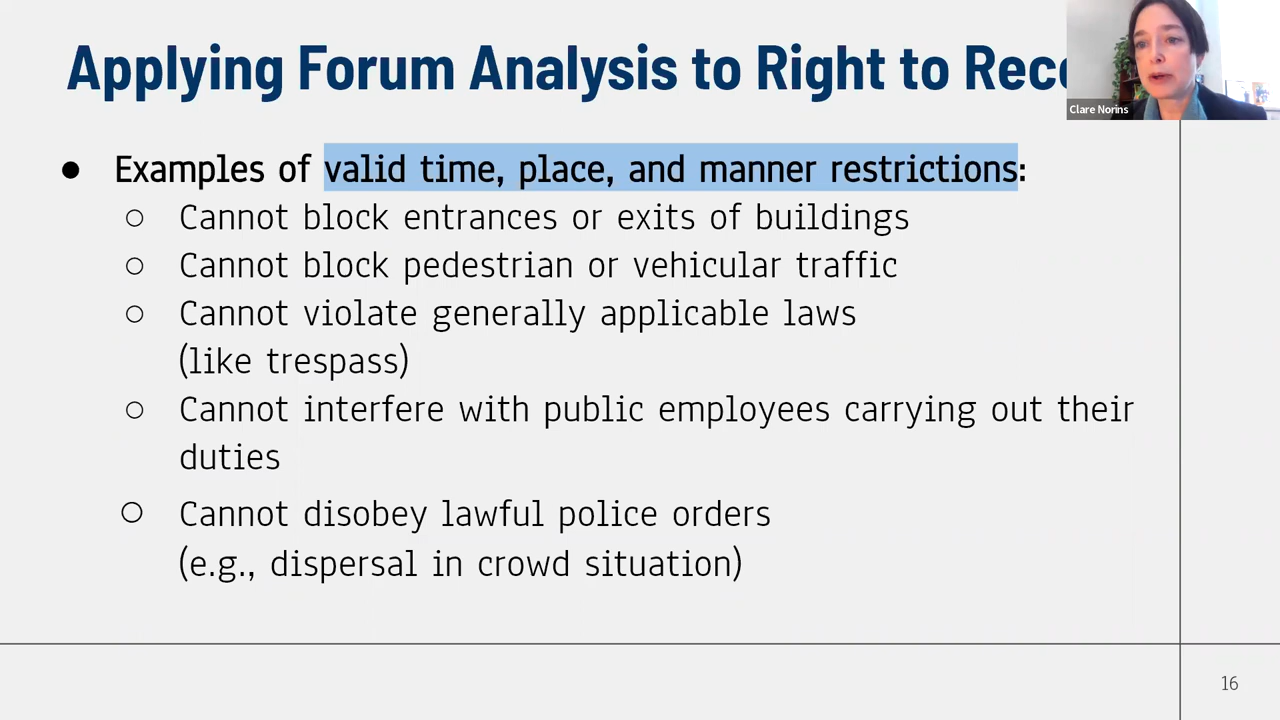 Applying Forum Analysis to Right to
Clare Norins
● Examples of valid time, place, and manner restrictions:
○ Cannot block entrances or exits of buildings
○ Cannot block pedestrian or vehicular traffic
○ Cannot violate generally applicable laws
(like trespass)
○ Cannot interfere with public employees carrying out their
duties
○ Cannot disobey lawful police orders
(e.g., dispersal in crowd situation)
16